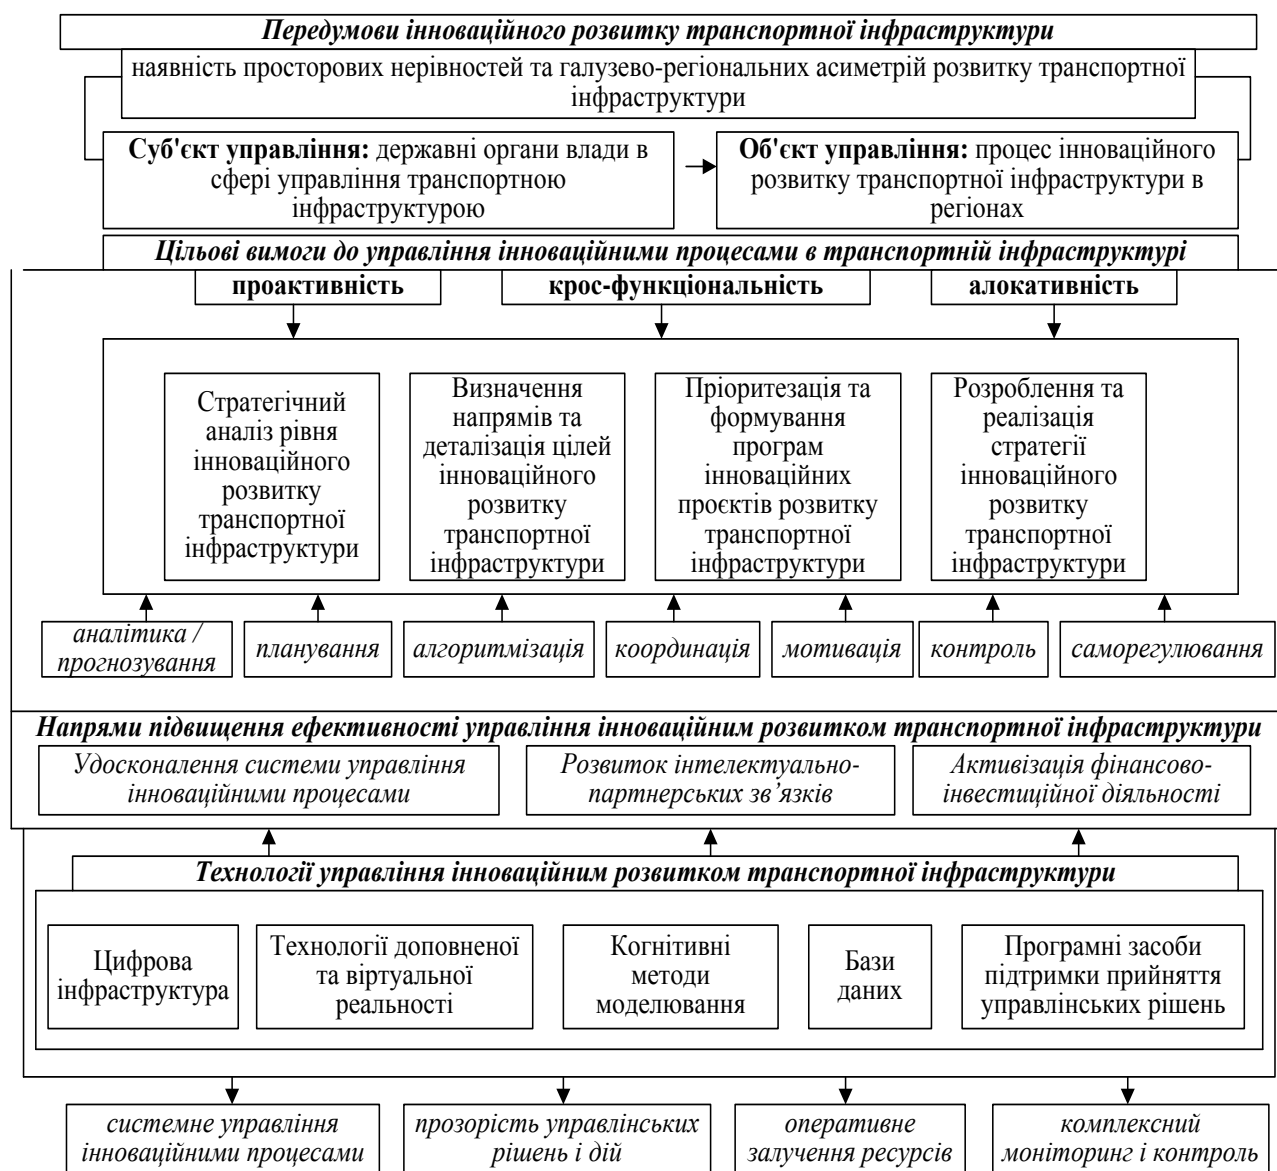 Передумови інноваційного розвитку транспортної інфраструктури
наявність просторових нерівностей та галузево-регіональних асиметрій розвитку транспортної
інфраструктури
Суб'єкт управління: державні органи влади в
сфері управління транспортною
інфраструктурою
Об'єкт управління: процес інноваційного
розвитку транспортної інфраструктури в
регіонах
Цільові вимоги до управління інноваційними процесами в транспортній інфраструктурі
проактивність
крос-функціональність
алокативність
Стратегічний
аналіз рівня
інноваційного
розвитку
транспортної
інфраструктури
Визначення
напрямів та
деталізація цілей
інноваційного
розвитку
транспортної
інфраструктури
Пріоритезація та
формування
програм
інноваційних
проєктів розвитку
транспортної
інфраструктури
Розроблення та
реалізація
стратегії
інноваційного
розвитку
транспортної
інфраструктури
аналітика /
прогнозування
планування
алгоритмізація
координація
мотивація
контроль
саморегулювання
Напрями підвищення ефективності управління інноваційним розвитком транспортної інфраструктури
Удосконалення системи управління
інноваційними процесами
Розвиток інтелектуально-
партнерських зв’язків
Активізація фінансово-
інвестиційної діяльності
Технології управління інноваційним розвитком транспортної інфраструктури
Цифрова
інфраструктура
Технології доповненої
та віртуальної
реальності
Когнітивні
методи
моделювання
Бази
даних
Програмні засоби
підтримки прийняття
управлінських рішень
системне управління
інноваційними процесами
прозорість управлінських
рішень і дій
оперативне
залучення ресурсів
комплексний
моніторинг і контроль